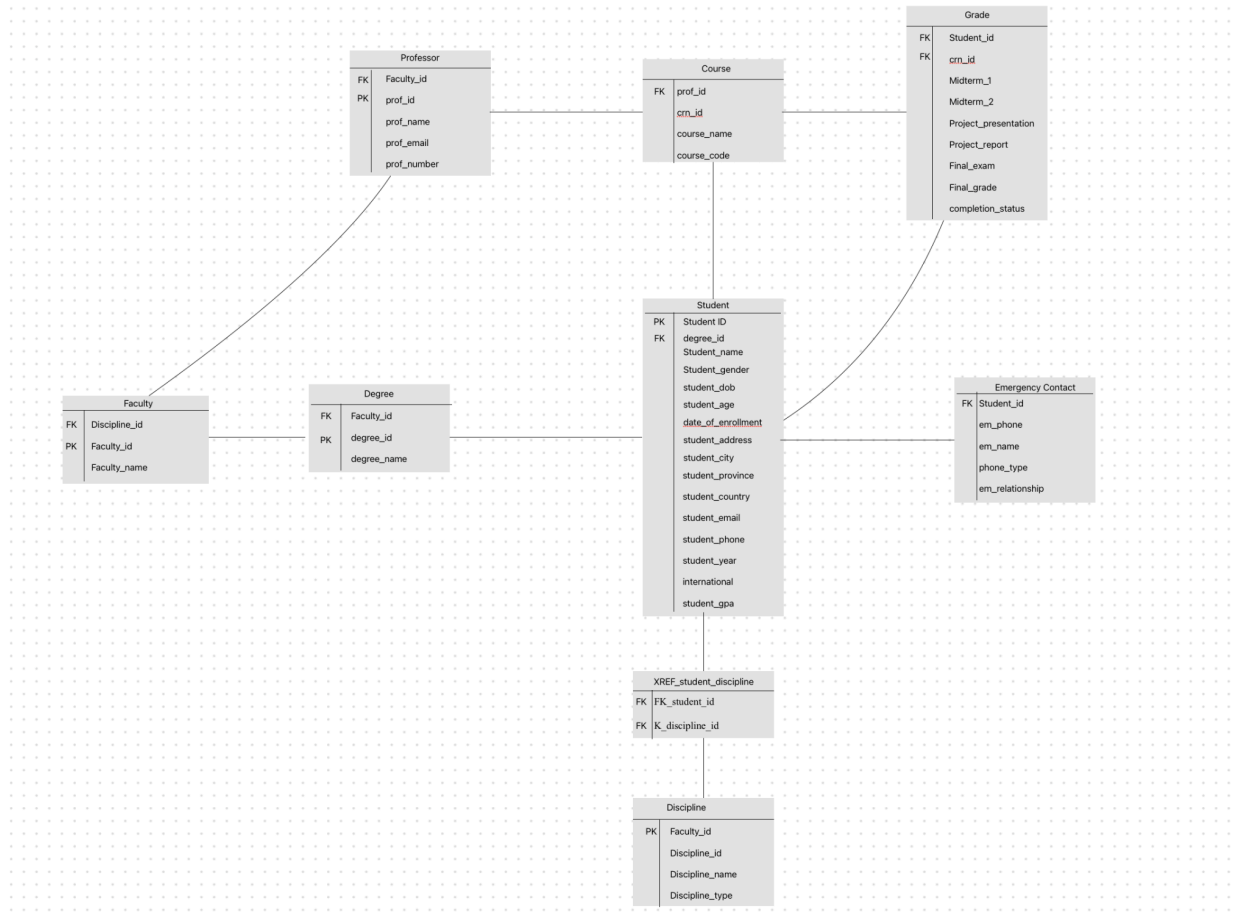 Grade
FK Student_id
FK crn_id
Midterm_1
Midterm_2
Project_presentation
Project_report
Final_exam
Final_grade
completion_status
Professor
FK Faculty_id
PK prof_id
prof_name
prof_email
prof_number
Course
FK prof_id
crn_id
course_name
course_code
Student
PK Student ID
FK degree_id
Student_name
Student_gender
student_dob
student_age
date_of_enrollment
student_address
student_city
student_province
student_country
student_email
student_phone
student_year
international
student_gpa
Faculty
FK Discipline_id
PK Faculty_id
Faculty_name
Degree
FK Faculty_id
PK degree_id
degree_name
Emergency Contact
FK Student_id
em_phone
em_name
phone_type
em_relationship
XREF_student_discipline
FK FK_student_id
FK K_discipline_id
Discipline
PK Faculty_id
Discipline_id
Discipline_name
Discipline_type